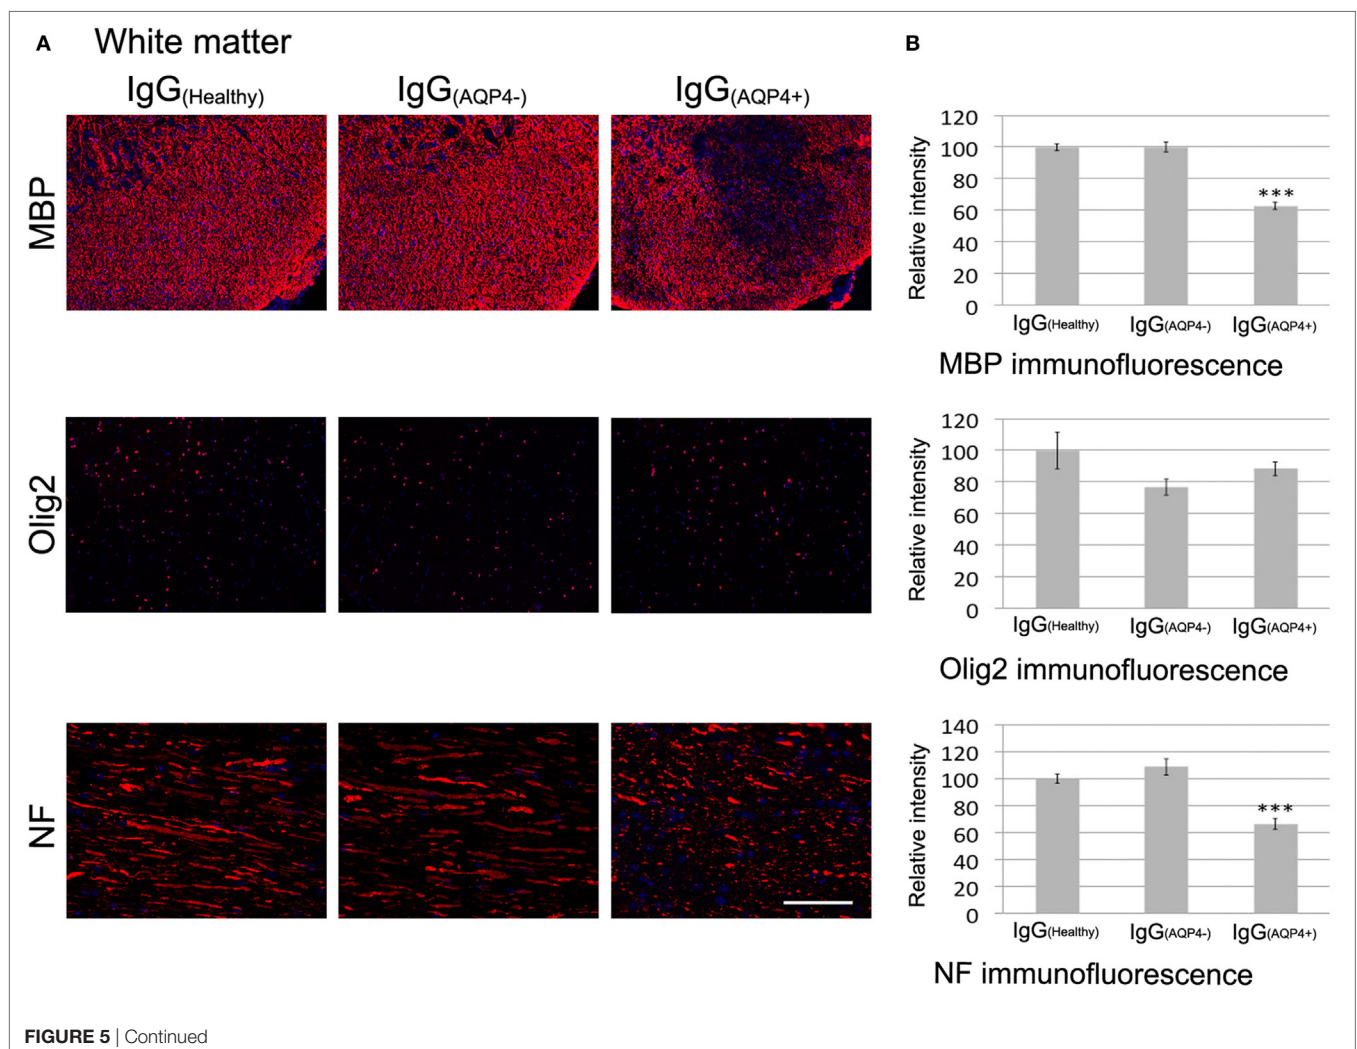 A White matter
IgG(Healthy) IgG(AQP4-) IgG(AQP4+)
MBP
Olig2
NF
B
Relative intensity
120
100
80
60
40
20
0
***
IgG(Healthy) IgG(AQP4-) IgG(AQP4+)
MBP immunofluorescence
Relative intensity
120
100
80
60
40
20
0
IgG(Healthy) IgG(AQP4-) IgG(AQP4+)
Olig2 immunofluorescence
Relative intensity
140
120
100
80
60
40
20
0
***
IgG(Healthy) IgG(AQP4-) IgG(AQP4+)
NF immunofluorescence
FIGURE 5 | Continued